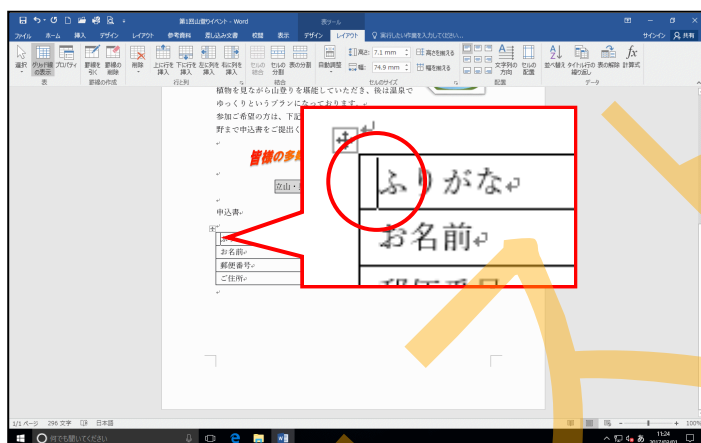 第1回山登りイベント - Word
表ツール
ファイル ホーム 挿入 デザイン レイアウト 参考資料 差し込み文書 校閲 表示 デザイン レイアウト 実行したい作業を入力してください... サインイン 共有
選択 グリッド線の表示 プロパティ 罫線を引く 罫線の削除 削除 上に行を挿入 下に行を挿入 左に列を挿入 右に列を挿入 セルの結合 セルの分割 表の分割 自動調整 高さ: 7.1 mm 高さを揃える 幅: 74.9 mm 幅を揃える 文字列の方向 セルの配置 並べ替え タイトル行の繰り返し 表の解除 計算式
表 罫線の作成 行と列 結合 セルのサイズ 配置 データ
植物を見ながら山登りを堪能していただき、後は温泉で
ゆっくりというプランになっております。
参加ご希望の方は、下記
野まで申込書をご提出く
皆様の多
立山・
申込書
ふりがな
お名前
お名前
郵便番号
ご住所
1/1 ページ 296 文字 日本語
100%
何でも聞いてください
11:24